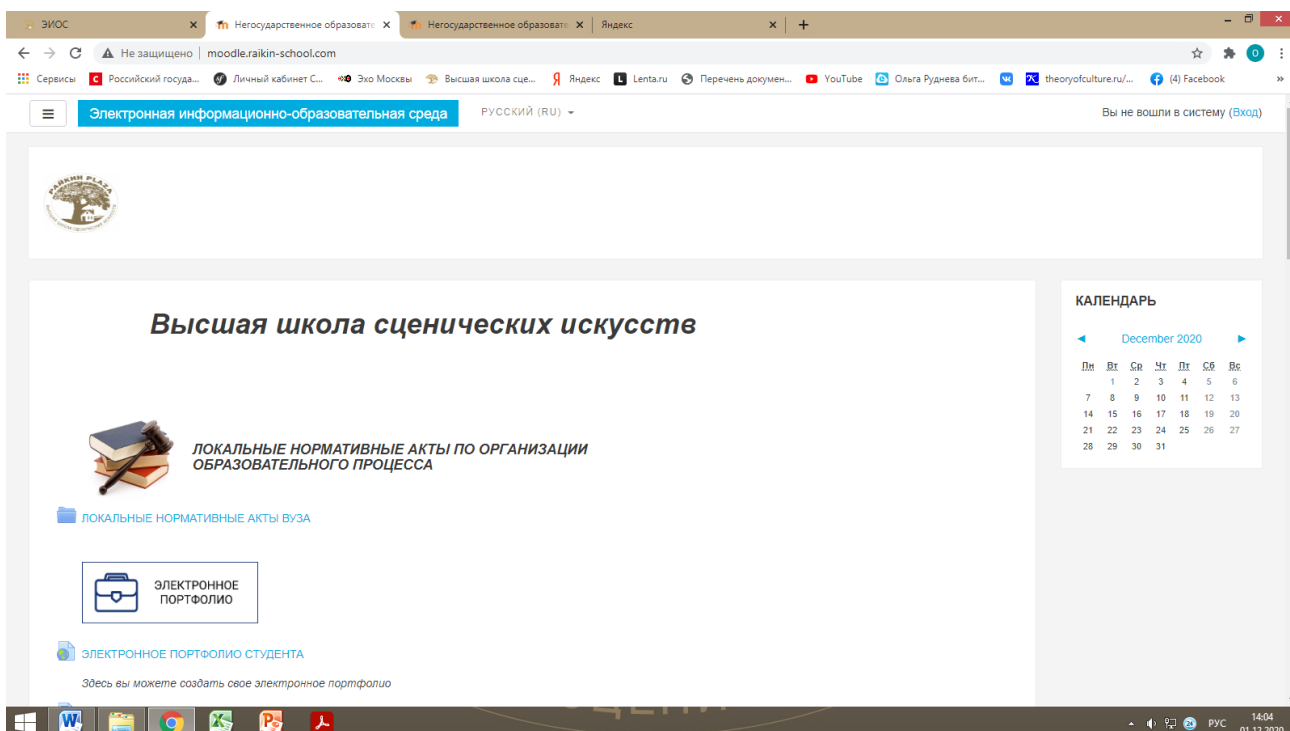 ЭИОС
Негосударственное образовате
Негосударственное образовате
Яндекс
Не защищено
moodle.raikin-school.com
Сервисы
Российский госуда...
Личный кабинет С...
Эхо Москвы
Высшая школа сце...
Яндекс
Lenta.ru
Перечень докумен...
YouTube
Ольга Руднева бит...
theoryofculture.ru/...
(4) Facebook
Электронная информационно-образовательная среда
РУССКИЙ (RU)
Вы не вошли в систему (Вход)
РАЙКИН PLAZA
Высшая школа сценических искусств
КАЛЕНДАРЬ
December 2020
Пн Вт Ср Чт Пт Сб Вс
1 2 3 4 5 6
7 8 9 10 11 12 13
14 15 16 17 18 19 20
21 22 23 24 25 26 27
28 29 30 31
ЛОКАЛЬНЫЕ НОРМАТИВНЫЕ АКТЫ ПО ОРГАНИЗАЦИИ
ОБРАЗОВАТЕЛЬНОГО ПРОЦЕССА
ЛОКАЛЬНЫЕ НОРМАТИВНЫЕ АКТЫ ВУЗА
ЭЛЕКТРОННОЕ
ПОРТФОЛИО
ЭЛЕКТРОННОЕ ПОРТФОЛИО СТУДЕНТА
Здесь вы можете создать свое электронное портфолио
РУС
14:04
01.12.2020